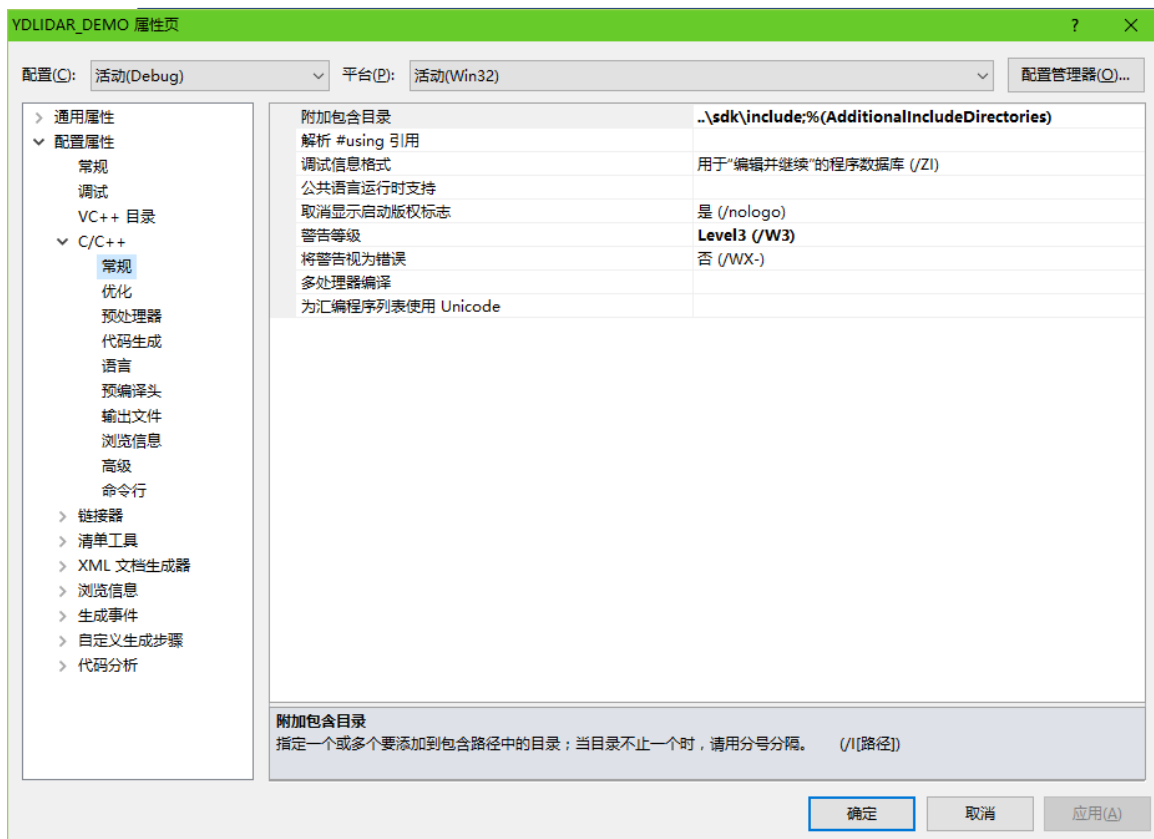 YDLIDAR_DEMO 属性页
?
配置(C): 活动(Debug) 平台(P): 活动(Win32) 配置管理器(O)...
通用属性
配置属性
常规
调试
VC++ 目录
C/C++
常规
优化
预处理器
代码生成
语言
预编译头
输出文件
浏览信息
高级
命令行
链接器
清单工具
XML 文档生成器
浏览信息
生成事件
自定义生成步骤
代码分析
附加包含目录 ..\sdk\include;%(AdditionalIncludeDirectories)
解析 #using 引用
调试信息格式 用于“编辑并继续”的程序数据库 (/ZI)
公共语言运行时支持
取消显示启动版权标志 是 (/nologo)
警告等级 Level3 (/W3)
将警告视为错误 否 (/WX-)
多处理器编译
为汇编程序列表使用 Unicode
附加包含目录
指定一个或多个要添加到包含路径中的目录；当目录不止一个时，请用分号分隔。 (/I[路径])
确定 取消 应用(A)